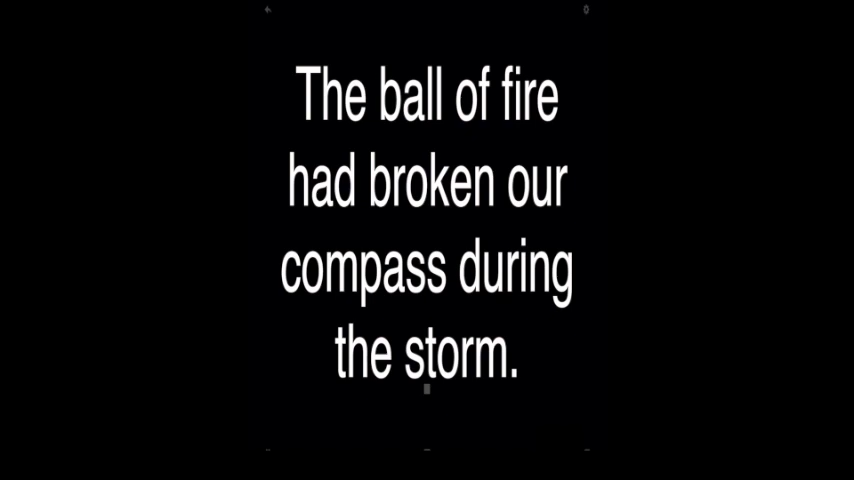 The ball of fire
had broken our
compass during
the storm.